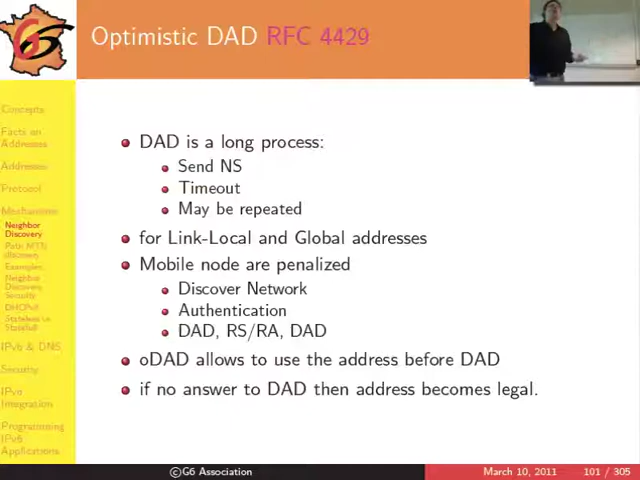 G6
Optimistic DAD RFC 4429
Concepts
Facts on
Addresses
Addresses
Protocol
Mechanisms
Neighbor
Discovery
Path MTU
discovery
Examples
Neighbor
Discovery
Security
DHCPv6
Stateless vs
Statefull
IPv6 & DNS
Security
IPv6
Integration
Programming
IPv6
Applications
DAD is a long process:
Send NS
Timeout
May be repeated
for Link-Local and Global addresses
Mobile node are penalized
Discover Network
Authentication
DAD, RS/RA, DAD
oDAD allows to use the address before DAD
if no answer to DAD then address becomes legal.
©G6 Association
March 10, 2011
101 / 305